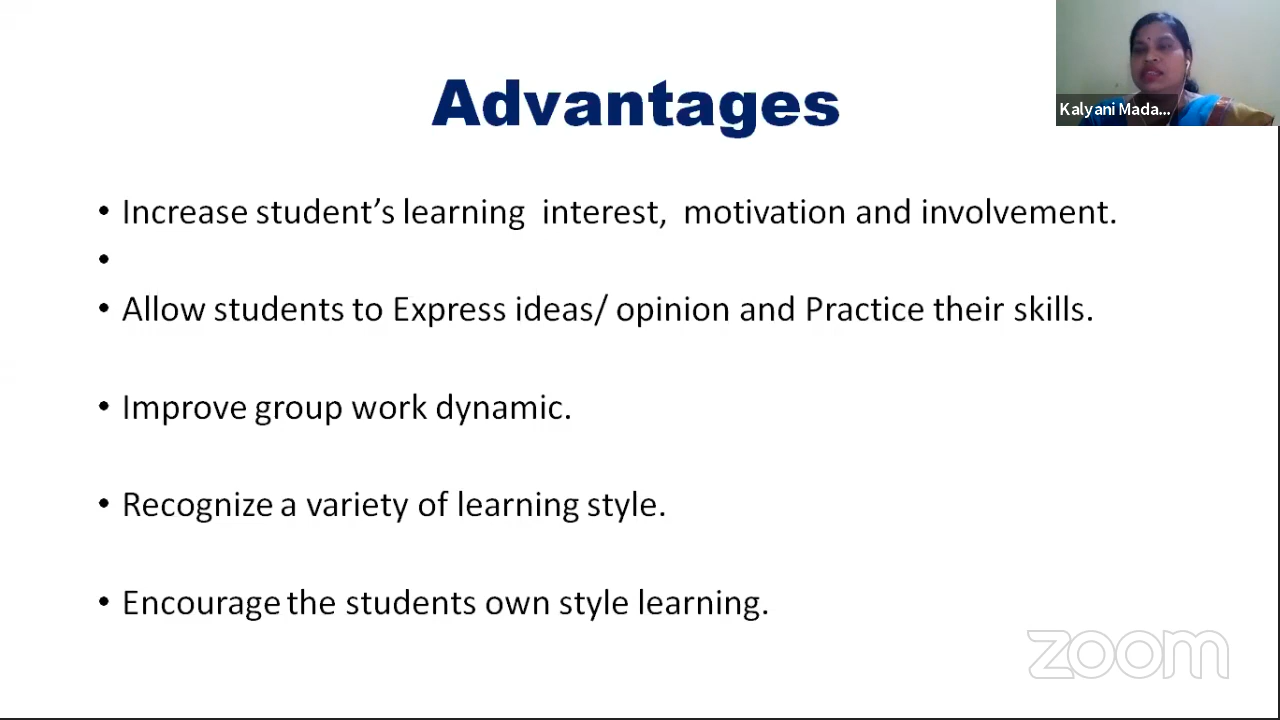 Advantages
Kalyani Mada...
• Increase student’s learning interest, motivation and involvement.
•
• Allow students to Express ideas/ opinion and Practice their skills.
• Improve group work dynamic.
• Recognize a variety of learning style.
• Encourage the students own style learning.
zoom